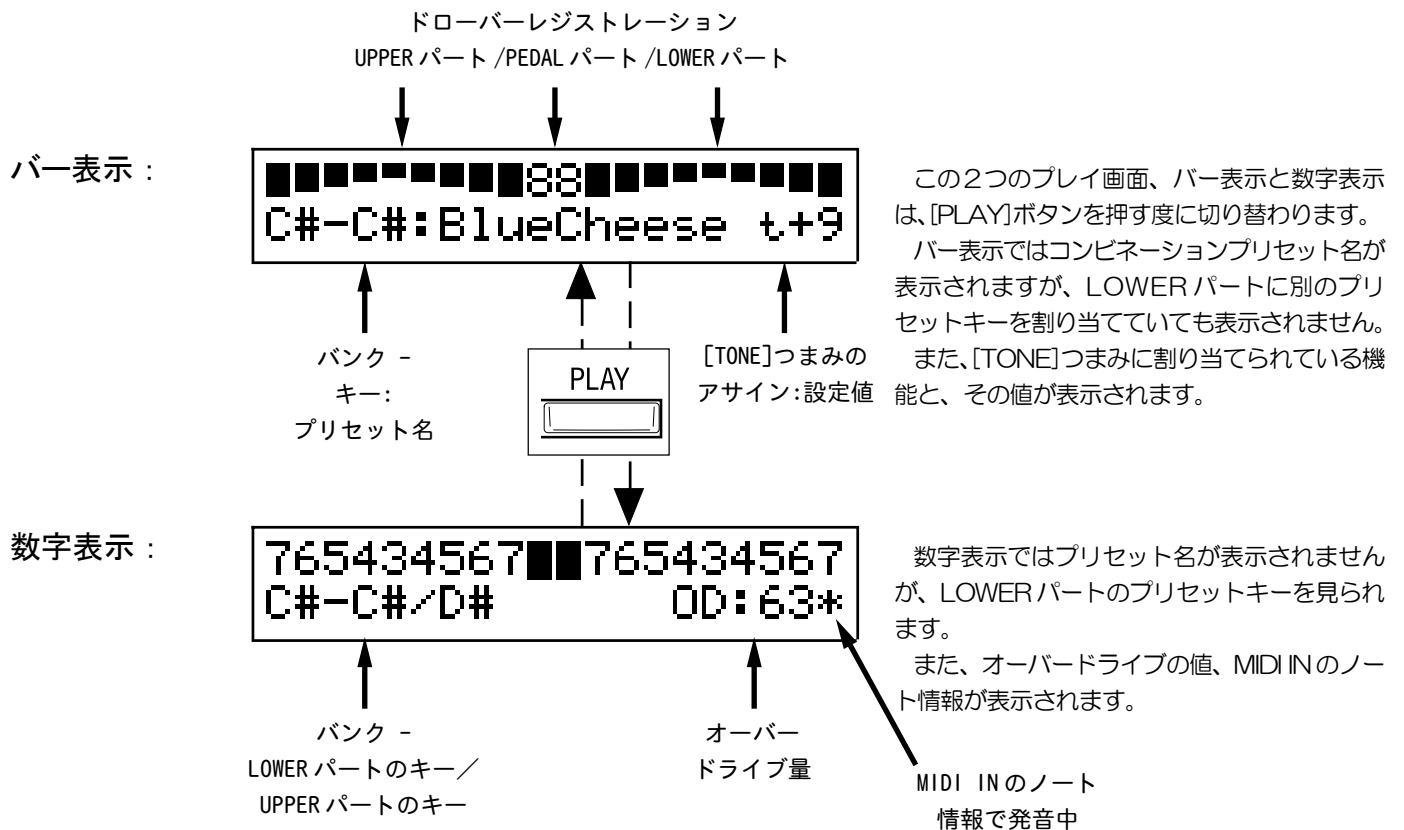 ドローバーレジストレーション
UPPER パート /PEDAL パート /LOWER パート
バー表示：
88
C#-C#:BlueCheese t+9
バンク -
キー:
プリセット名
PLAY
[TONE]つまみの
アサイン:設定値
この２つのプレイ画面、バー表示と数字表示
は、[PLAY]ボタンを押す度に切り替わります。
バー表示ではコンビネーションプリセット名が
表示されますが、LOWER パートに別のプリ
セットキーを割り当てていても表示されません。
また、[TONE]つまみに割り当てられている機
能と、その値が表示されます。
数字表示：
765434567██765434567
C#-C#/D# OD:63*
バンク -
LOWER パートのキー／
UPPER パートのキー
オーバー
ドライブ量
MIDI INのノート
情報で発音中
数字表示ではプリセット名が表示されません
が、LOWER パートのプリセットキーを見られ
ます。
また、オーバードライブの値、MIDI INのノー
ト情報が表示されます。